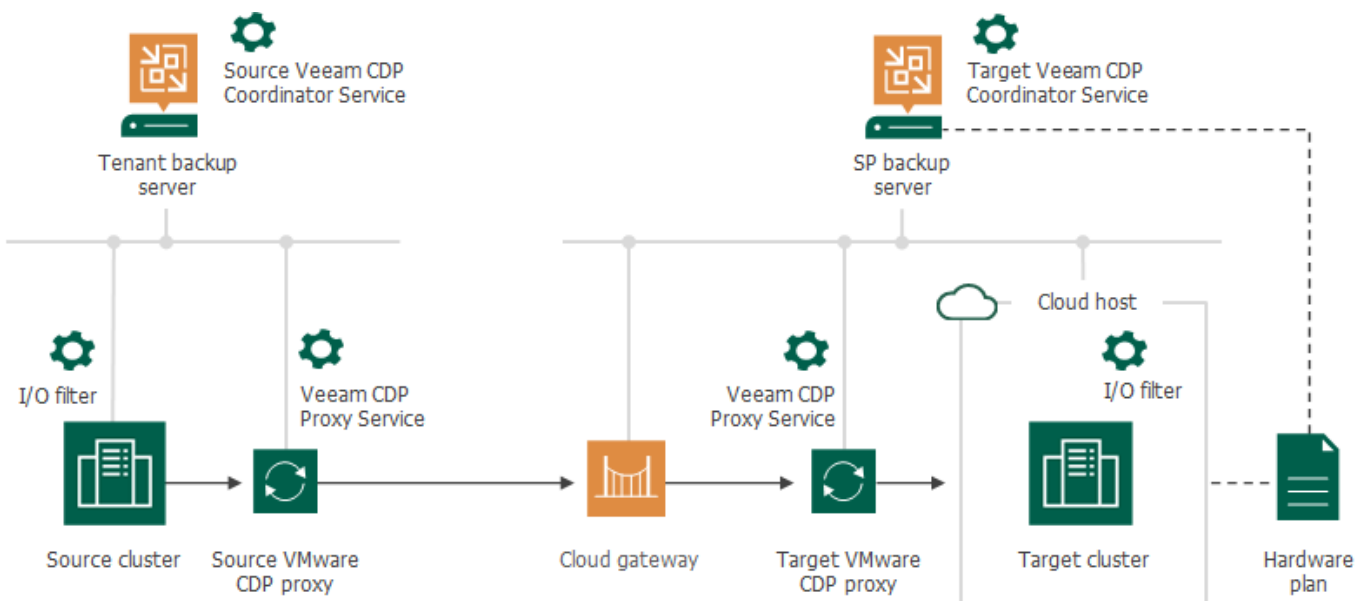 Source Veeam CDP
Coordinator Service
Target Veeam CDP
Coordinator Service
Tenant backup
server
SP backup
server
Cloud host
I/O filter
Veeam CDP
Proxy Service
Veeam CDP
Proxy Service
I/O filter
Source cluster
Source VMware
CDP proxy
Cloud gateway
Target VMware
CDP proxy
Target cluster
Hardware
plan